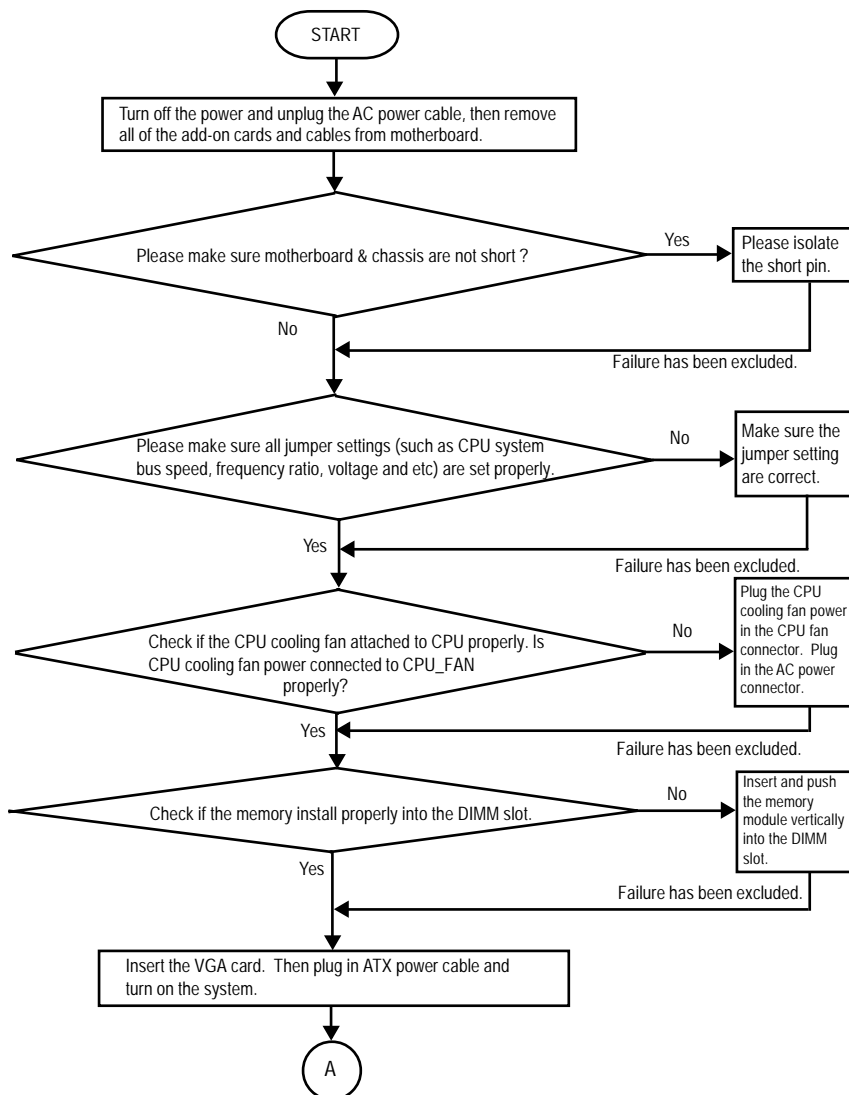 START
Turn off the power and unplug the AC power cable, then remove
all of the add-on cards and cables from motherboard.
Please make sure motherboard & chassis are not short ?
Yes
Please isolate
the short pin.
No
Failure has been excluded.
Please make sure all jumper settings (such as CPU system
bus speed, frequency ratio, voltage and etc) are set properly.
No
Make sure the
jumper setting
are correct.
Yes
Failure has been excluded.
Check if the CPU cooling fan attached to CPU properly. Is
CPU cooling fan power connected to CPU_FAN
properly?
No
Plug the CPU
cooling fan power
in the CPU fan
connector. Plug
in the AC power
connector.
Yes
Failure has been excluded.
Check if the memory install properly into the DIMM slot.
No
Insert and push
the memory
module vertically
into the DIMM
slot.
Yes
Failure has been excluded.
Insert the VGA card. Then plug in ATX power cable and
turn on the system.
A